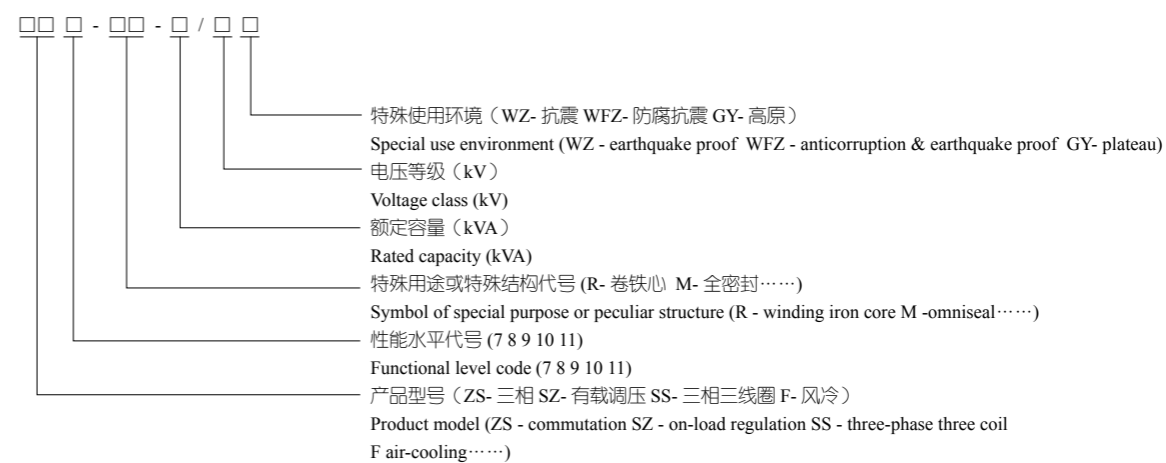 □□ □ - □□ - □ / □ □
特殊使用环境（WZ- 抗震 WFZ- 防腐抗震 GY- 高原）
Special use environment (WZ - earthquake proof WFZ - anticorruption & earthquake proof GY- plateau)
电压等级（kV）
Voltage class (kV)
额定容量（kVA）
Rated capacity (kVA)
特殊用途或特殊结构代号 (R- 卷铁心 M- 全密封……)
Symbol of special purpose or peculiar structure (R - winding iron core M -omniseal……)
性能水平代号 (7 8 9 10 11)
Functional level code (7 8 9 10 11)
产品型号（ZS- 三相 SZ- 有载调压 SS- 三相三线圈 F- 风冷）
Product model (ZS - commutation SZ - on-load regulation SS - three-phase three coil
F air-cooling……)